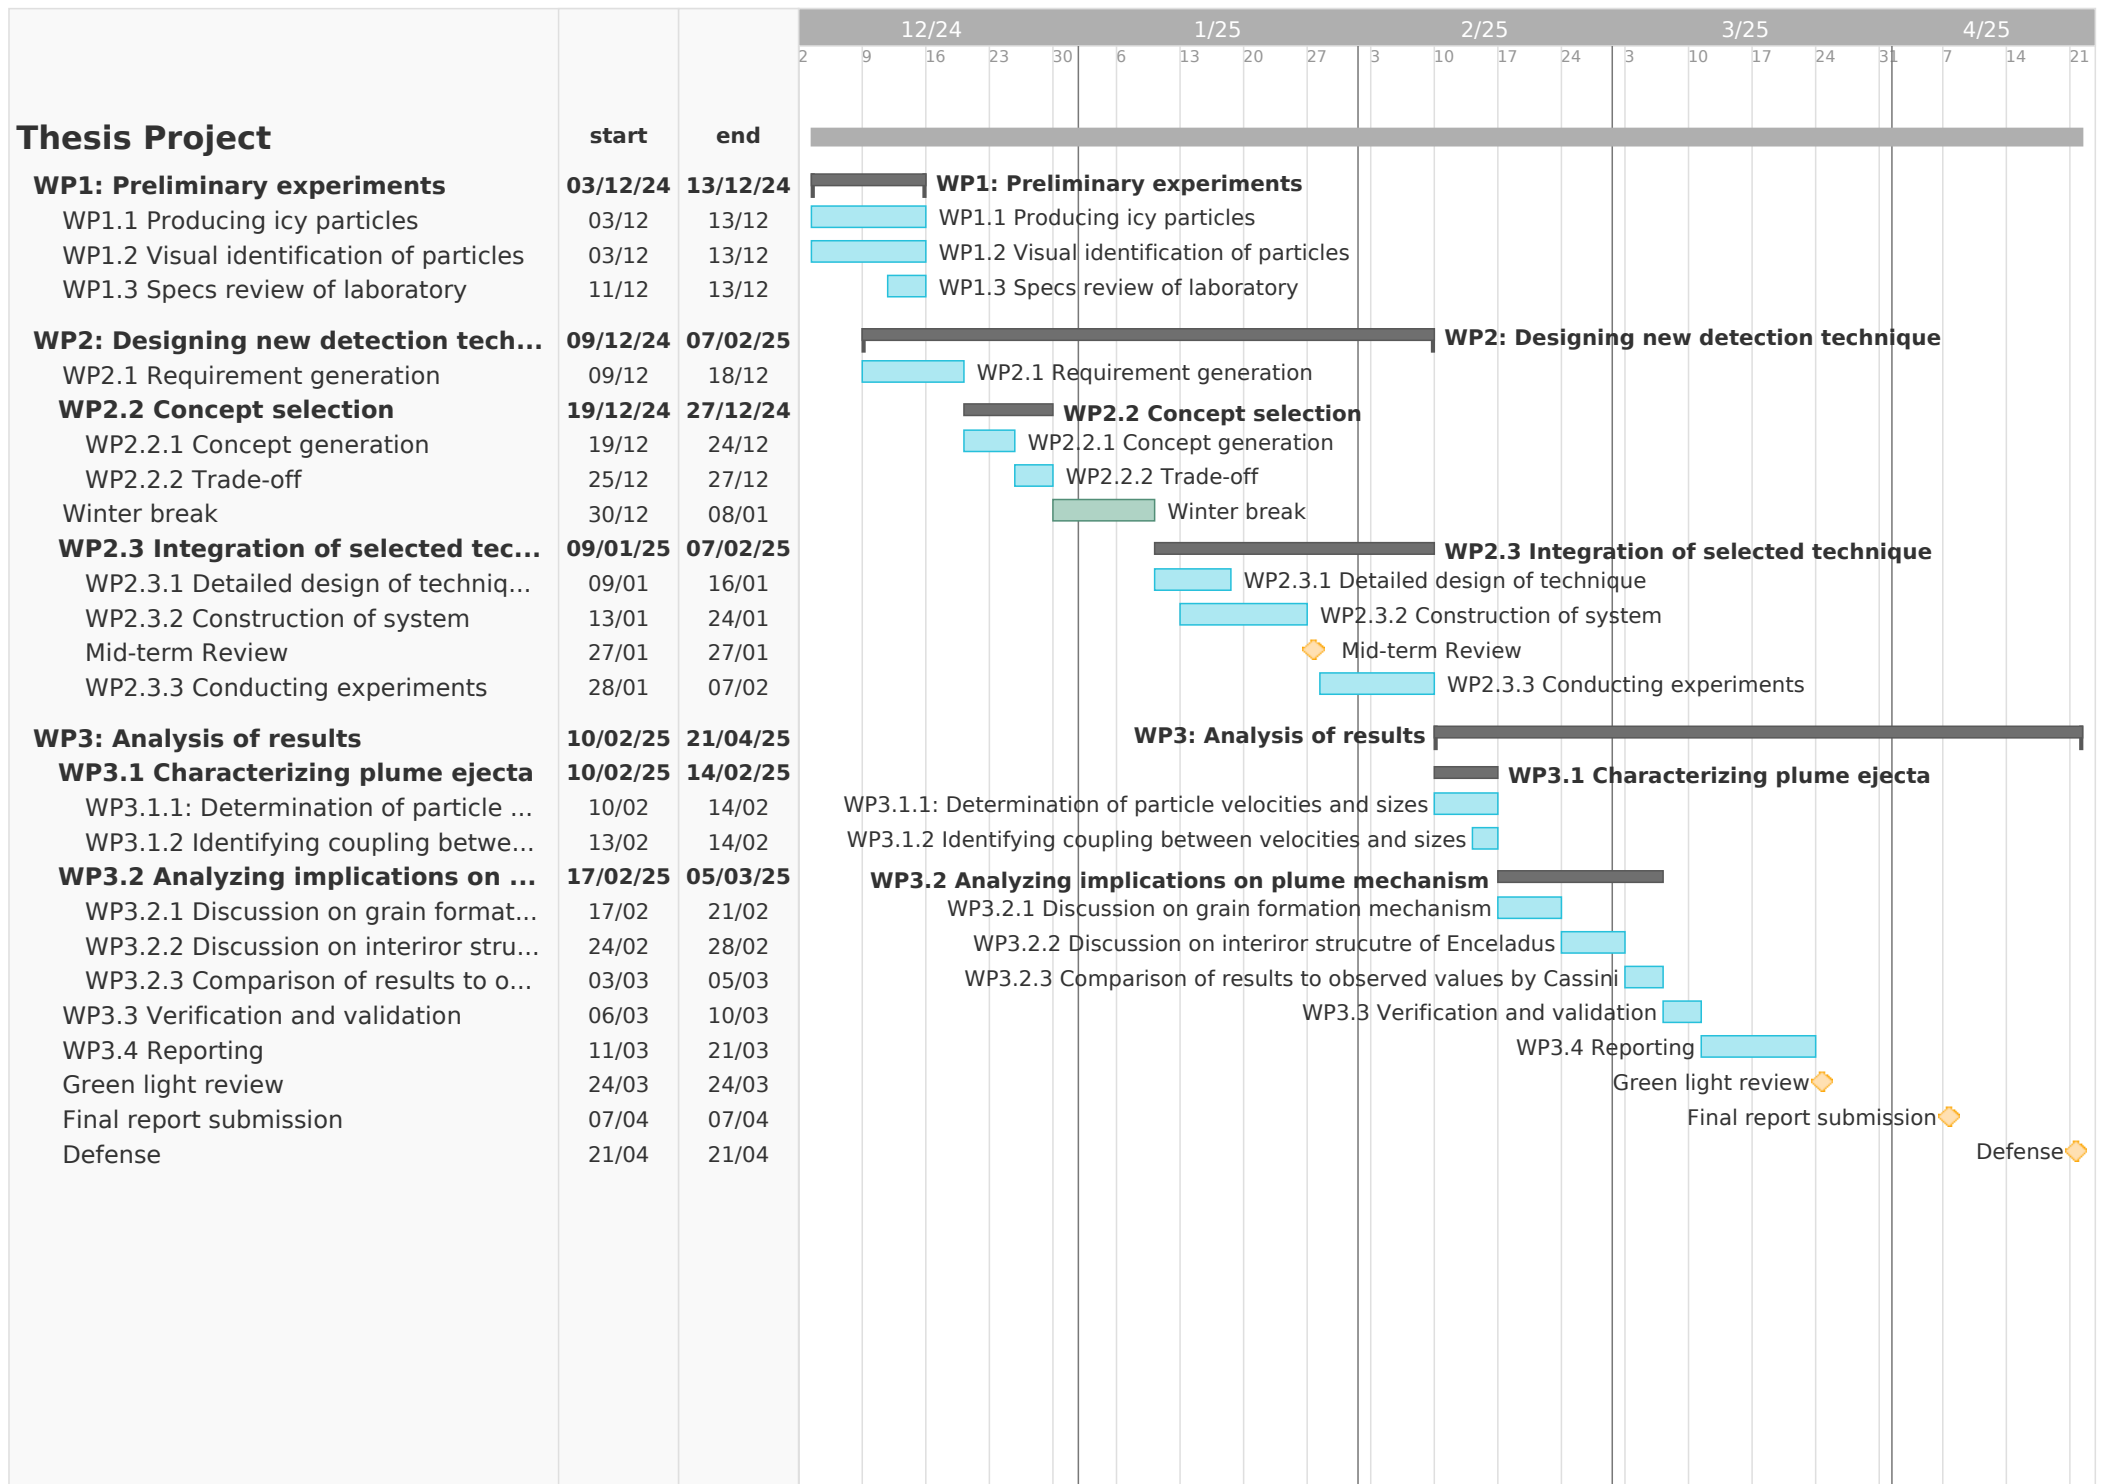 12/24 1/25 2/25 3/25 4/25
2 9 16 23 30 6 13 20 27 3 10 17 24 3 10 17 24 31 7 14 21
Thesis Project start end
WP1: Preliminary experiments 03/12/24 13/12/24 WP1: Preliminary experiments
WP1.1 Producing icy particles 03/12 13/12 WP1.1 Producing icy particles
WP1.2 Visual identification of particles 03/12 13/12 WP1.2 Visual identification of particles
WP1.3 Specs review of laboratory 11/12 13/12 WP1.3 Specs review of laboratory
WP2: Designing new detection tech... 09/12/24 07/02/25 WP2: Designing new detection technique
WP2.1 Requirement generation 09/12 18/12 WP2.1 Requirement generation
WP2.2 Concept selection 19/12/24 27/12/24 WP2.2 Concept selection
WP2.2.1 Concept generation 19/12 24/12 WP2.2.1 Concept generation
WP2.2.2 Trade-off 25/12 27/12 WP2.2.2 Trade-off
Winter break 30/12 08/01 Winter break
WP2.3 Integration of selected tec... 09/01/25 07/02/25 WP2.3 Integration of selected technique
WP2.3.1 Detailed design of techniq... 09/01 16/01 WP2.3.1 Detailed design of technique
WP2.3.2 Construction of system 13/01 24/01 WP2.3.2 Construction of system
Mid-term Review 27/01 27/01 Mid-term Review
WP2.3.3 Conducting experiments 28/01 07/02 WP2.3.3 Conducting experiments
WP3: Analysis of results 10/02/25 21/04/25 WP3: Analysis of results
WP3.1 Characterizing plume ejecta 10/02/25 14/02/25 WP3.1 Characterizing plume ejecta
WP3.1.1: Determination of particle ... 10/02 14/02 WP3.1.1: Determination of particle velocities and sizes
WP3.1.2 Identifying coupling betwe... 13/02 14/02 WP3.1.2 Identifying coupling between velocities and sizes
WP3.2 Analyzing implications on ... 17/02/25 05/03/25 WP3.2 Analyzing implications on plume mechanism
WP3.2.1 Discussion on grain format... 17/02 21/02 WP3.2.1 Discussion on grain formation mechanism
WP3.2.2 Discussion on interiror stru... 24/02 28/02 WP3.2.2 Discussion on interiror strucutre of Enceladus
WP3.2.3 Comparison of results to o... 03/03 05/03 WP3.2.3 Comparison of results to observed values by Cassini
WP3.3 Verification and validation 06/03 10/03 WP3.3 Verification and validation
WP3.4 Reporting 11/03 21/03 WP3.4 Reporting
Green light review 24/03 24/03 Green light review
Final report submission 07/04 07/04 Final report submission
Defense 21/04 21/04 Defense